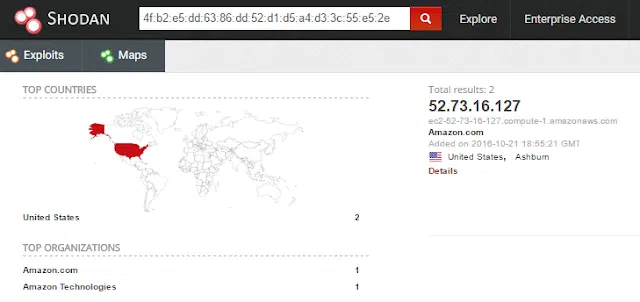 SHODAN 4f:b2:e5:dd:63:86:dd:52:d1:d5:a4:d3:3c:55:e5:2e Explore Enterprise Access
Exploits Maps
TOP COUNTRIES
United States 2
TOP ORGANIZATIONS
Amazon.com 1
Amazon Technologies 1
Total results: 2
52.73.16.127
ec2-52-73-16-127.compute-1.amazonaws.com
Amazon.com
Added on 2016-10-21 18:55:21 GMT
United States, Ashburn
Details